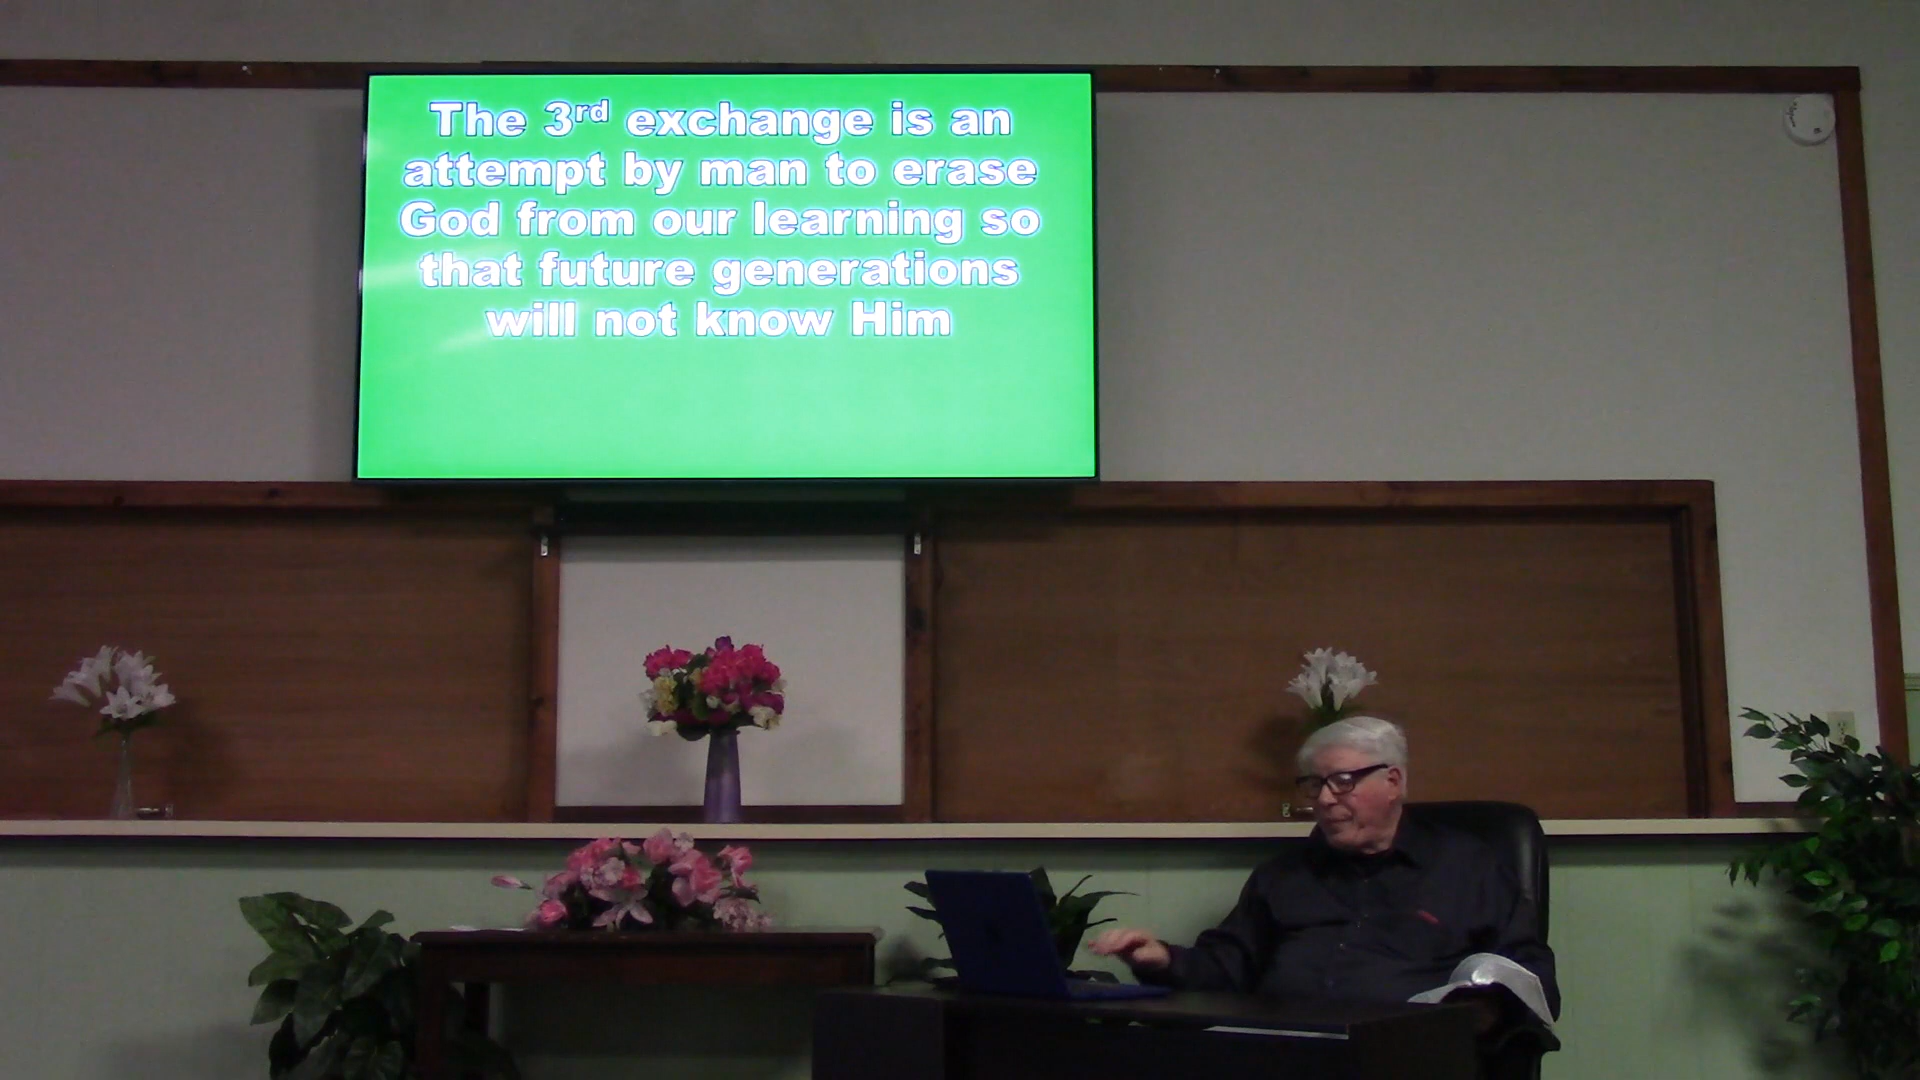 The 3rd exchange is an
attempt by man to erase
God from our learning so
that future generations
will not know Him